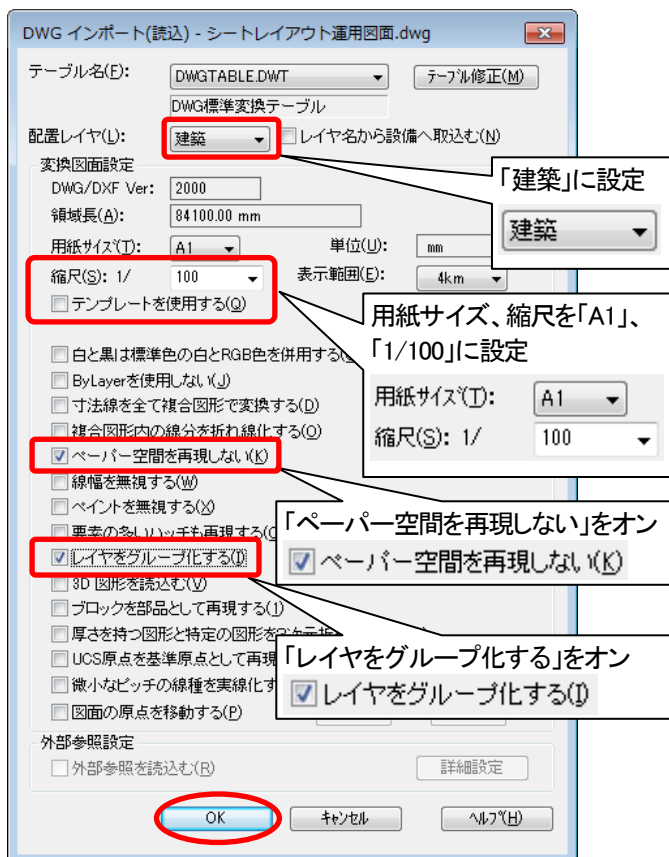 DWG インポート(読込) - シートレイアウト運用図面.dwg
テーブル名(F): DWGTABLE.DWT テーブル修正(M)
DWG標準変換テーブル
配置レイヤ(L): 建築 レイヤ名から設備へ取込む(N)
変換図面設定
DWG/DXF Ver: 2000
領域長(A): 84100.00 mm
用紙サイズ(T): A1 単位(U): mm
縮尺(S): 1/ 100 表示範囲(E): 4km
テンプレートを使用する(Q)
白と黒は標準色の白とRGB色を併用する
ByLayerを使用しない(J)
寸法線を全て複合図形で変換する(D)
複合図形内の線分を折れ線化する(O)
ペーパー空間を再現しない(K)
線幅を無視する(W)
ペイントを無視する(X)
要素の多いハッチも再現する
レイヤをグループ化する(I)
3D 図形を読込む(V)
ブロックを部品として再現する(1)
厚さを持つ図形と特定の図形を
UCS原点を基準原点として再現
微小なピッチの線種を実線化す
図面の原点を移動する(P)
外部参照設定
外部参照を読込む(R) 詳細設定
OK キャンセル ヘルプ(H)
「建築」に設定
建築
用紙サイズ、縮尺を「A1」、
「1/100」に設定
用紙サイズ(T): A1
縮尺(S): 1/ 100
「ペーパー空間を再現しない」をオン
ペーパー空間を再現しない(K)
「レイヤをグループ化する」をオン
レイヤをグループ化する(I)